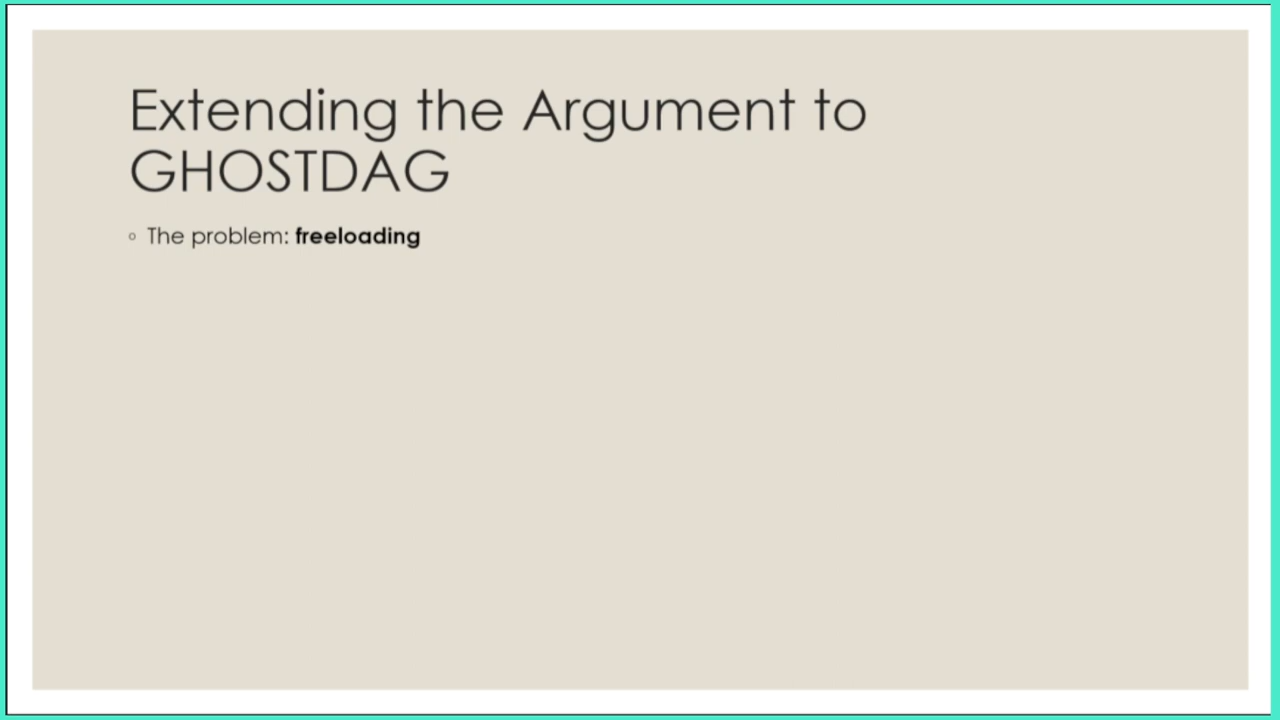 Extending the Argument to
GHOSTDAG
◦ The problem: freeloading